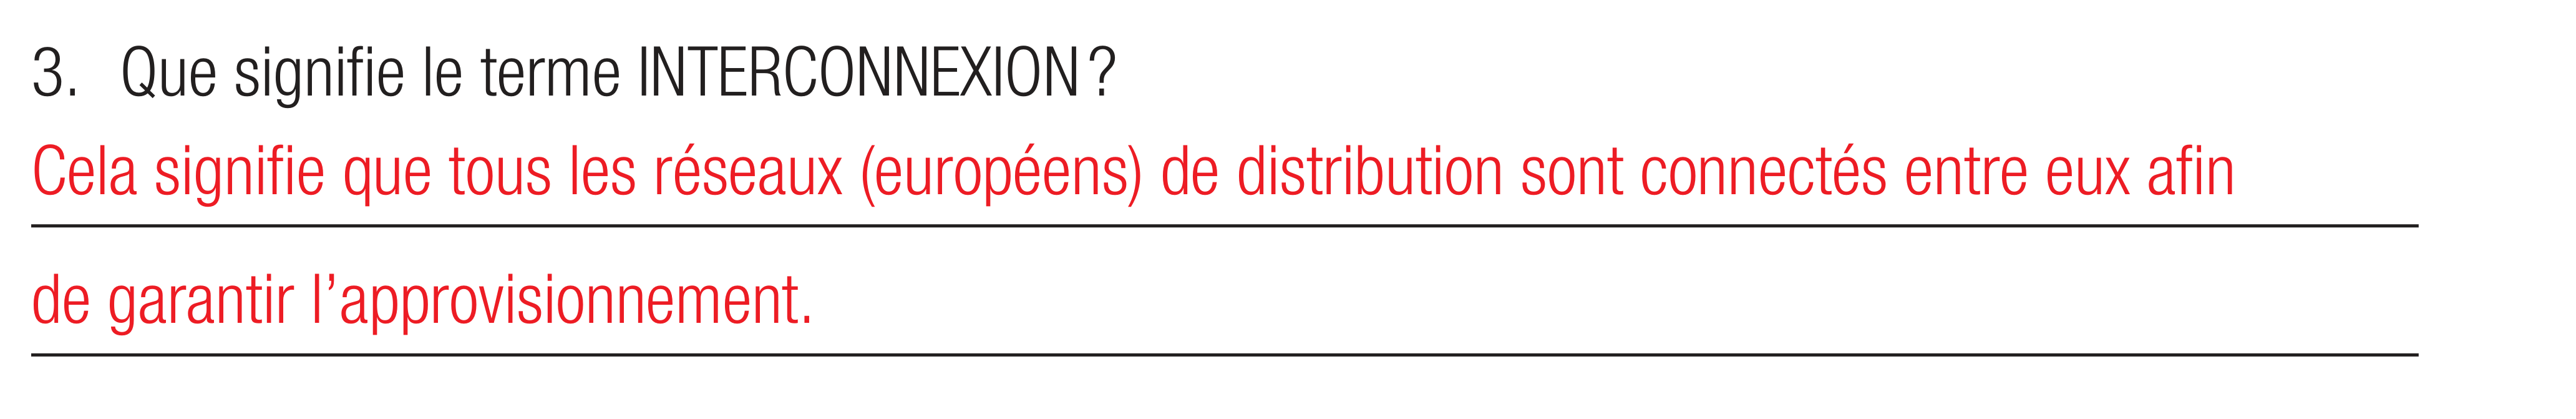 3. Que signifie le terme INTERCONNEXION ?
Cela signifie que tous les réseaux (européens) de distribution sont connectés entre eux afin
de garantir l’approvisionnement.